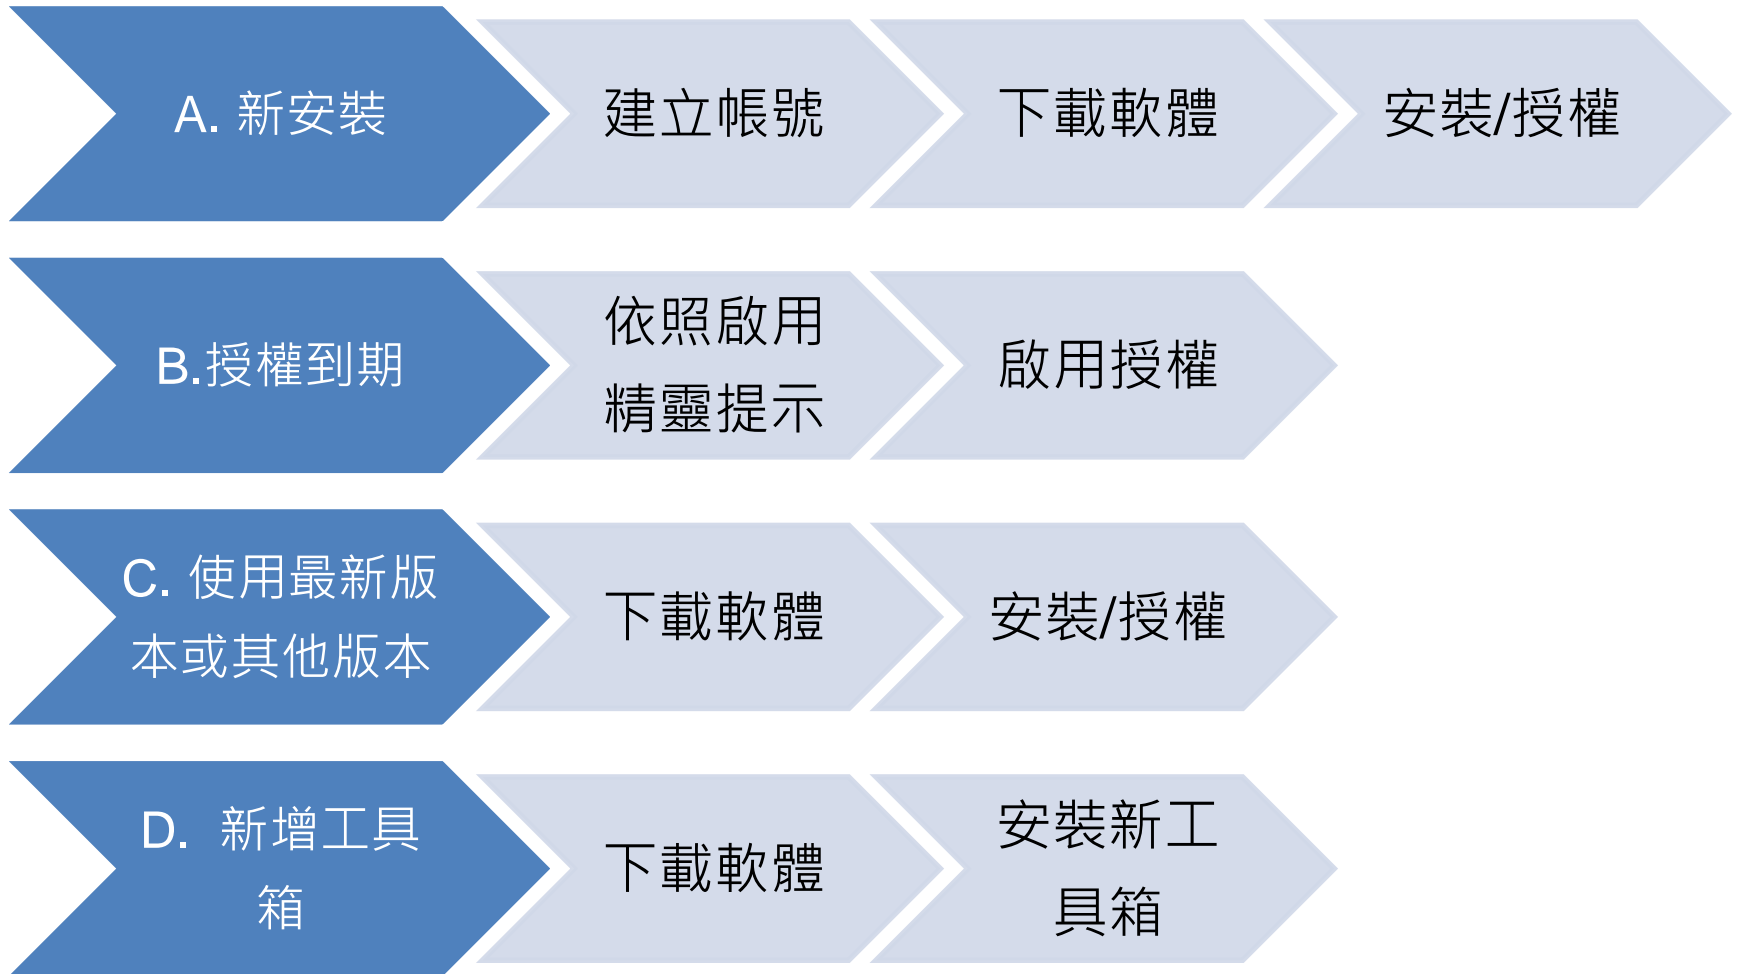 A. 新安裝
建立帳號
下載軟體
安裝/授權
B.授權到期
依照啟用
精靈提示
啟用授權
C. 使用最新版
本或其他版本
下載軟體
安裝/授權
D. 新增工具
箱
下載軟體
安裝新工
具箱